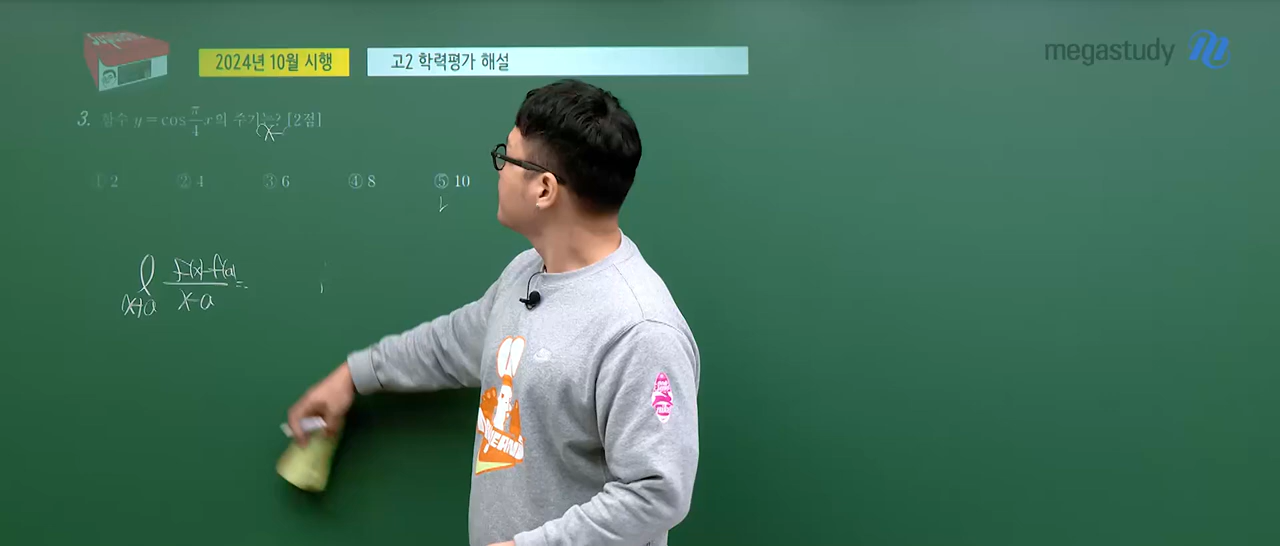 2024년 10월 시행
고2 학력평가 해설
megastudy
3. 함수 y = cos π/4 x의 주기는? [2점]
① 2 ② 4 ③ 6 ④ 8 ⑤ 10
f(x)-f(a)
x→a x-a =